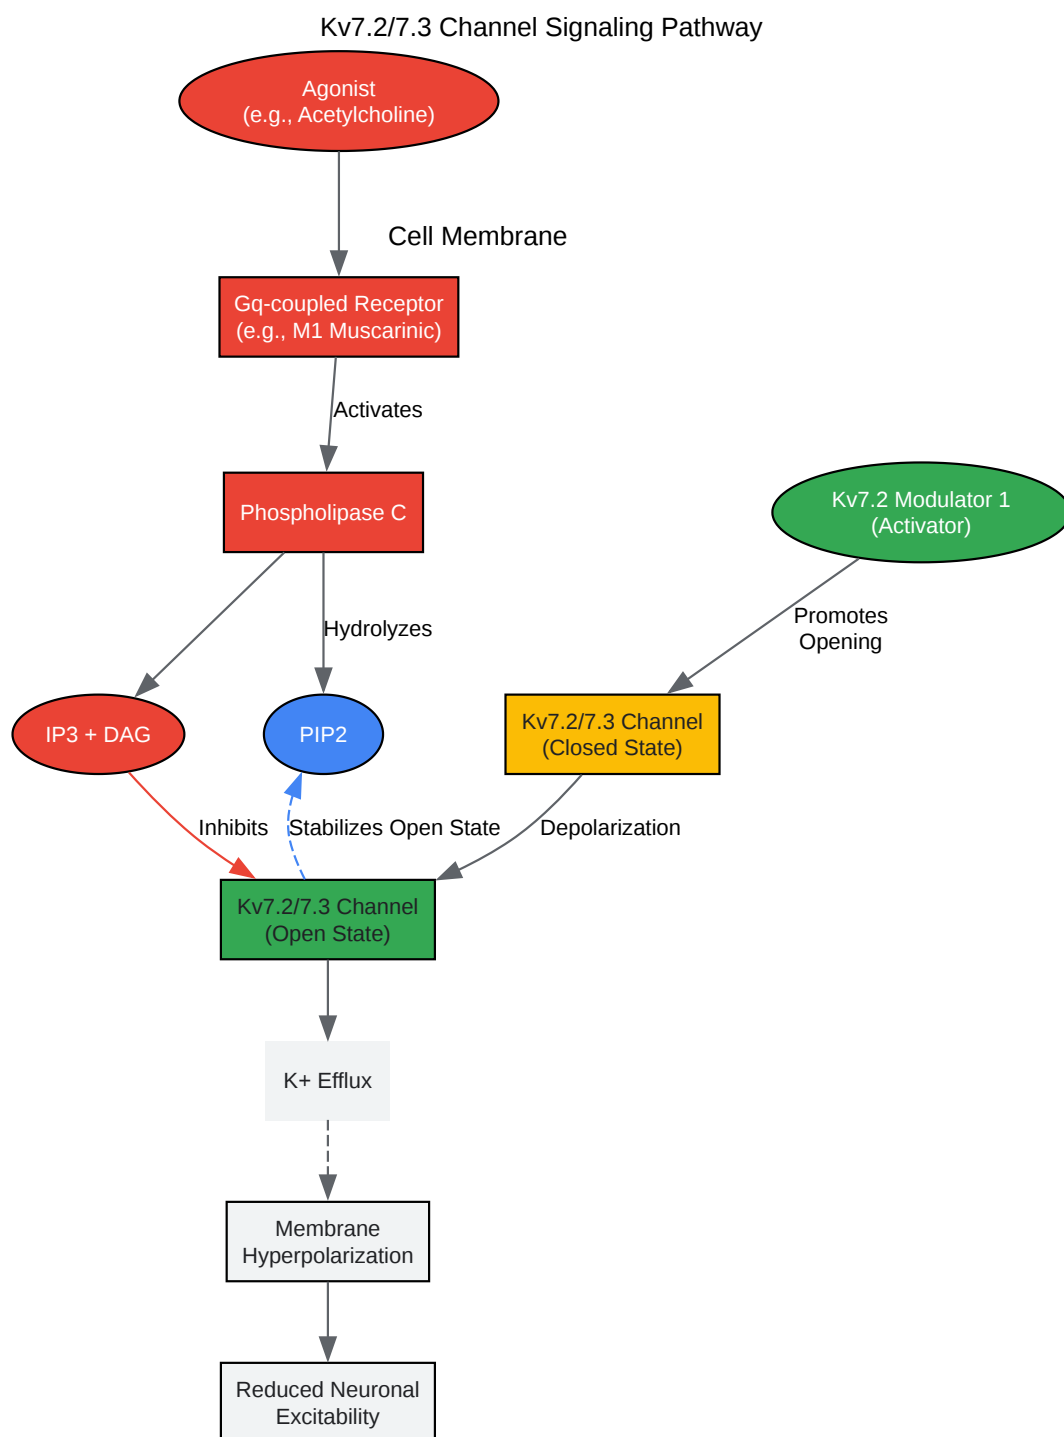 Kv7.2/7.3 Channel Signaling Pathway
Agonist
(e.g., Acetylcholine)
Cell Membrane
Gq-coupled Receptor
(e.g., M1 Muscarinic)
Activates
Phospholipase C
Kv7.2 Modulator 1
(Activator)
Hydrolyzes
Promotes
Opening
IP3 + DAG
PIP2
Kv7.2/7.3 Channel
(Closed State)
Inhibits
Stabilizes Open State
Depolarization
Kv7.2/7.3 Channel
(Open State)
K+ Efflux
Membrane
Hyperpolarization
Reduced Neuronal
Excitability